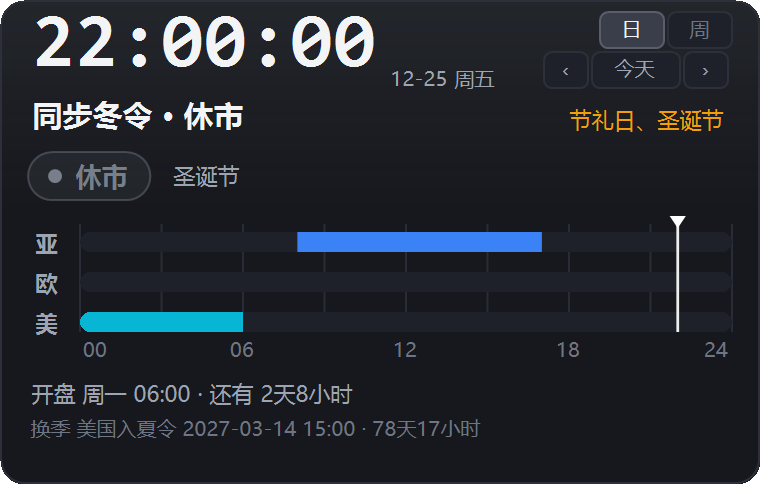 22:00:00
12-25 周五
日 周
‹ 今天 ›
同步冬令 · 休市
节礼日、圣诞节
休市
圣诞节
亚
欧
美
00 06 12 18 24
开盘 周一 06:00 · 还有 2天8小时
换季 美国入夏令 2027-03-14 15:00 · 78天17小时